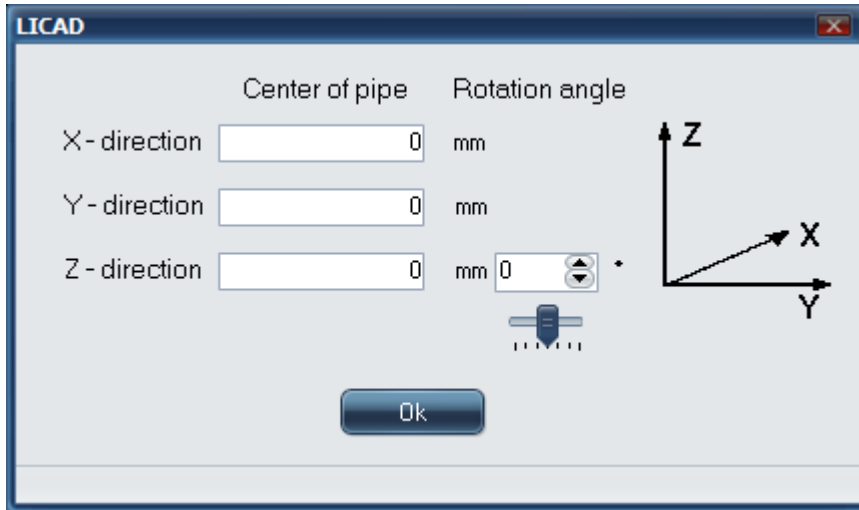 LICAD
Center of pipe Rotation angle
X - direction 0 mm
Y - direction 0 mm
Z - direction 0 mm 0 °
Z
X
Y
Ok